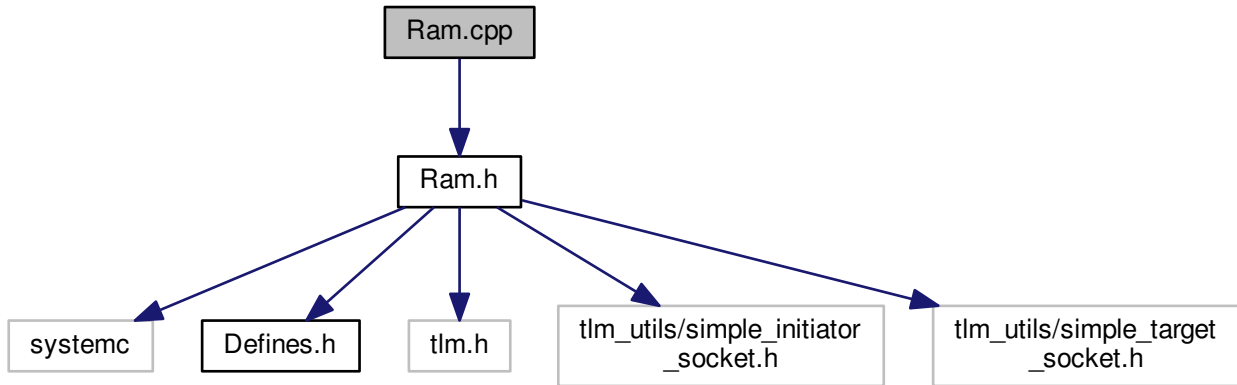 Ram.cpp
Ram.h
systemc
Defines.h
tlm.h
tlm_utils/simple_initiator
_socket.h
tlm_utils/simple_target
_socket.h